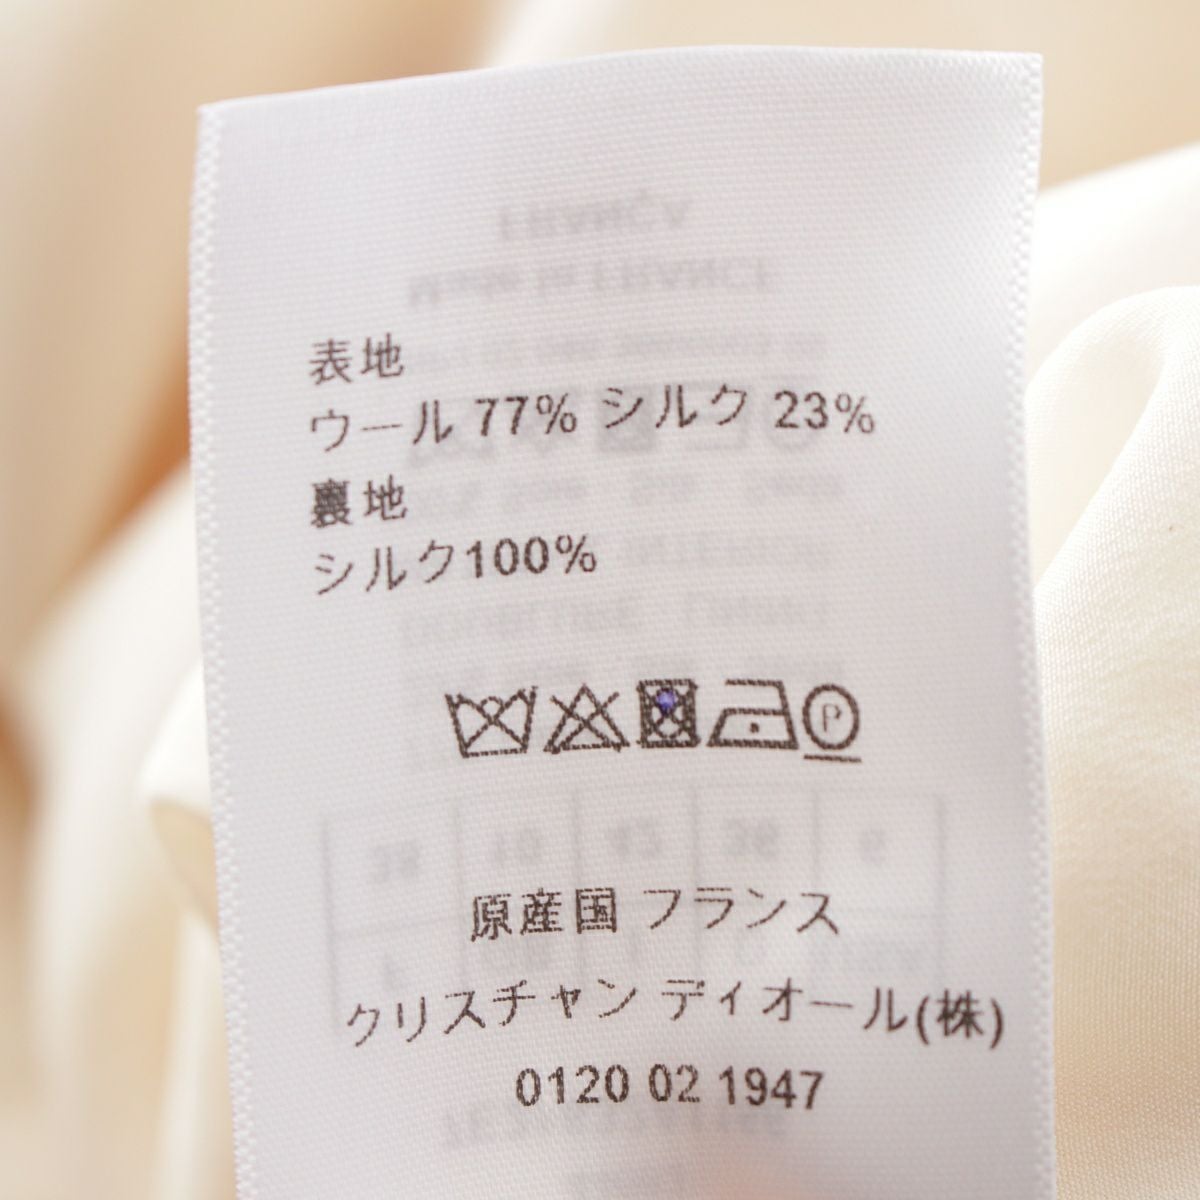 表地
ウール 77% シルク 23%
裏地
シルク100%
P
原産国 フランス
クリスチャン ディオール(株)
0120 02 1947